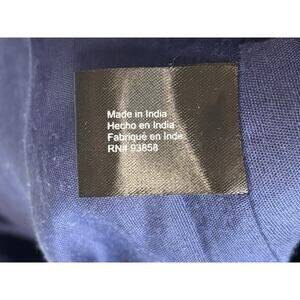 Made in India
Hecho en India
Fabriqué en Inde
RN# 93858